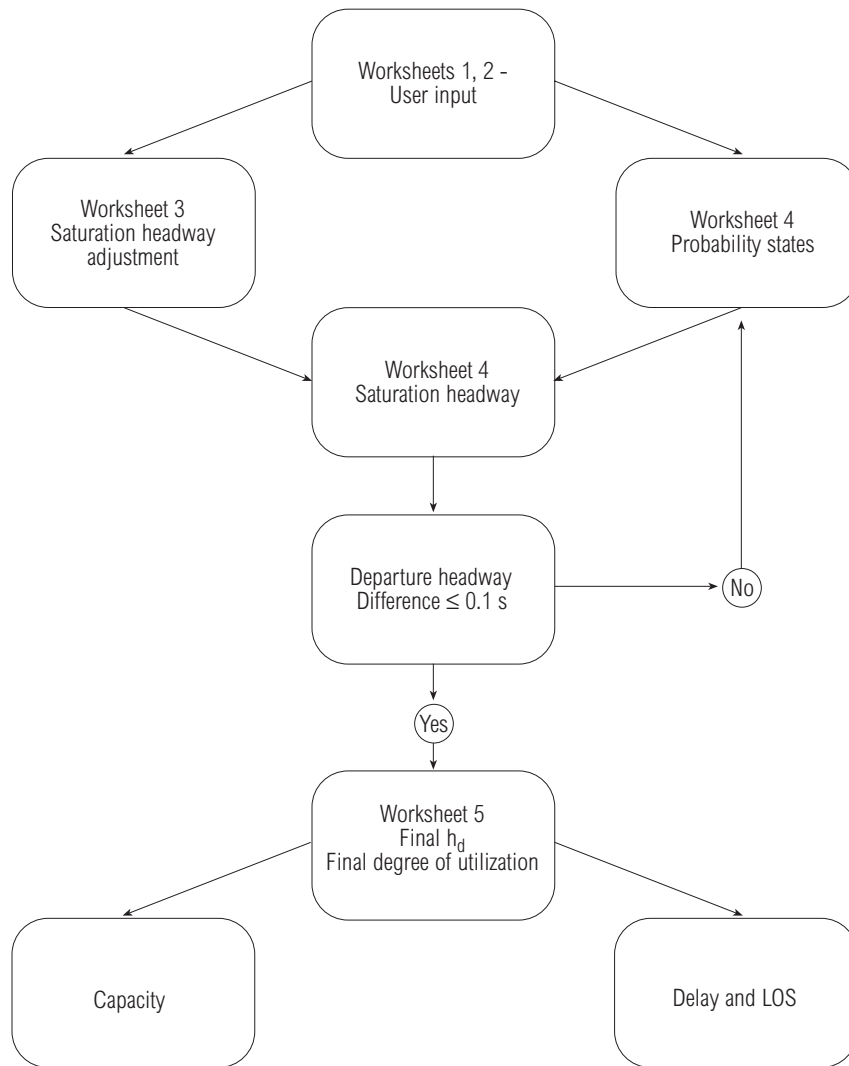 Worksheets 1, 2 -
User input
Worksheet 3
Saturation headway
adjustment
Worksheet 4
Probability states
Worksheet 4
Saturation headway
Departure headway
Difference ≤ 0.1 s
No
Yes
Worksheet 5
Final h_d
Final degree of utilization
Capacity
Delay and LOS